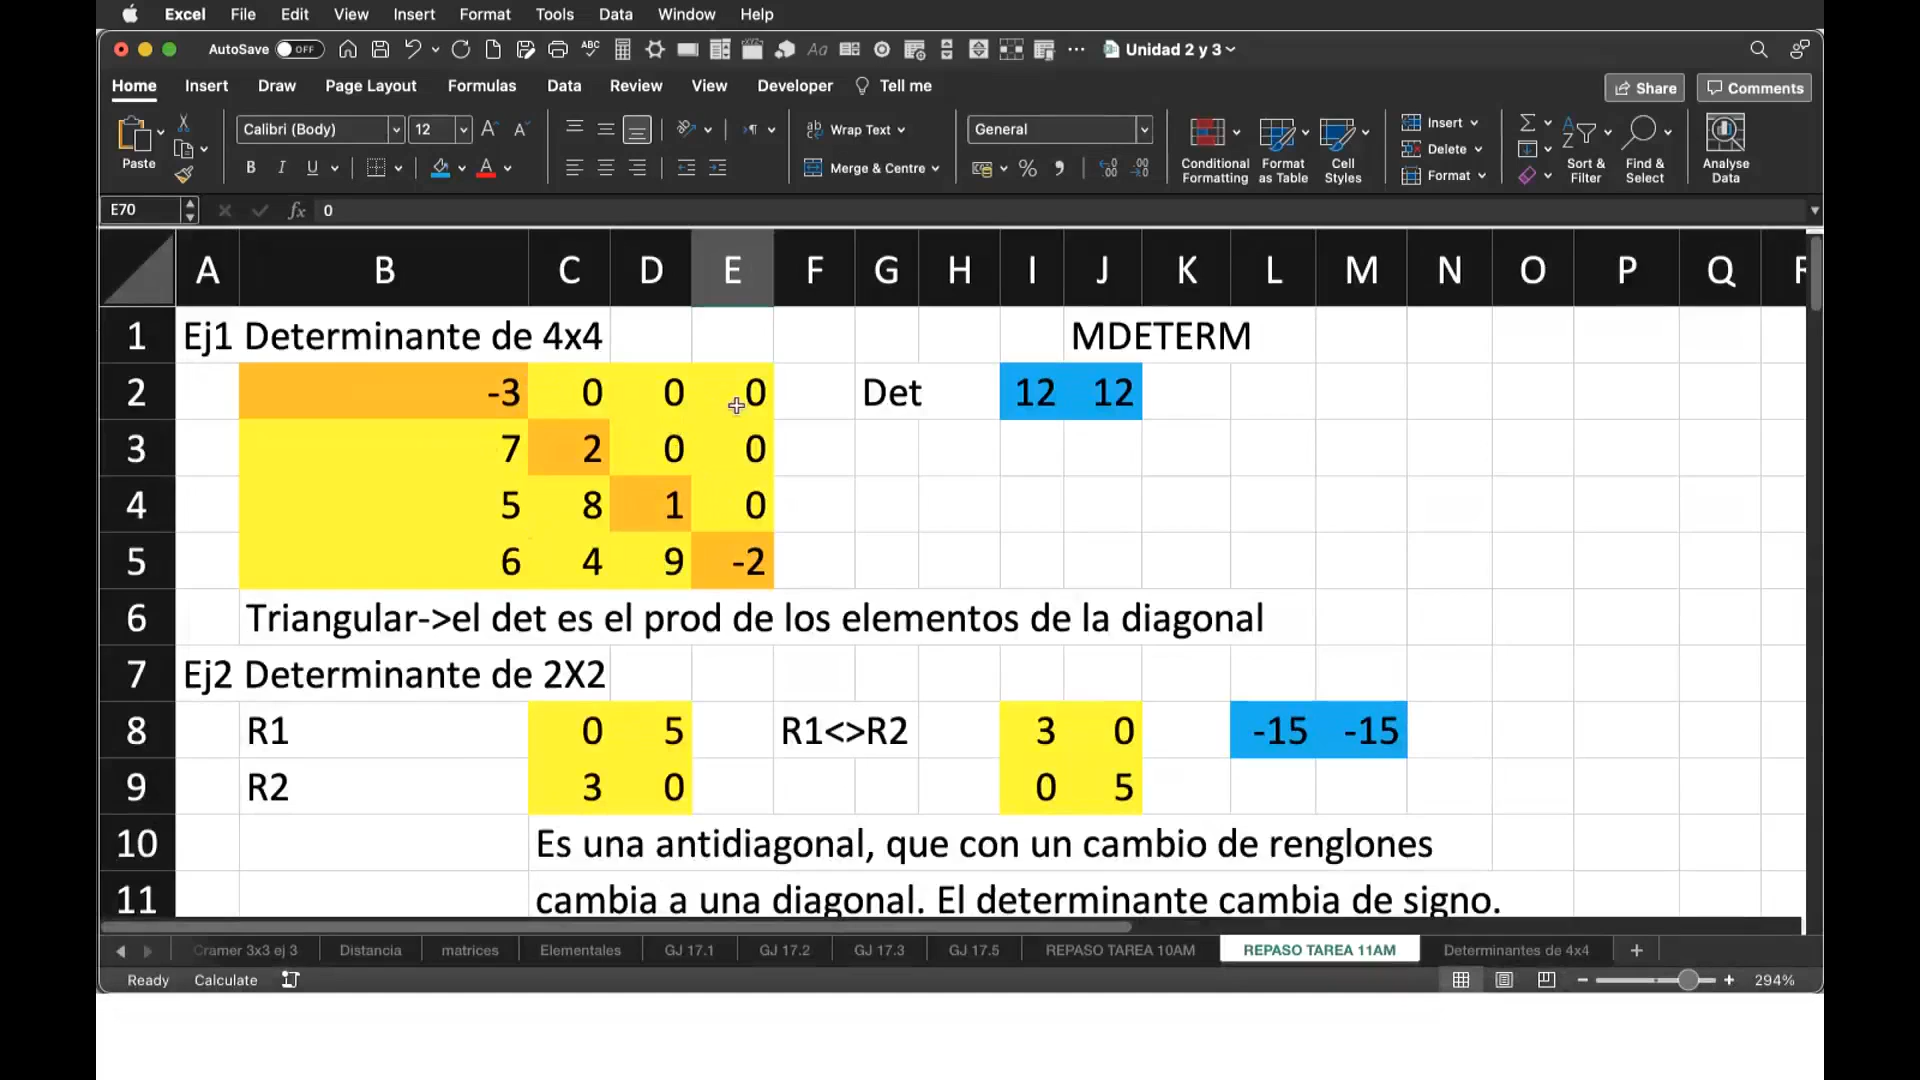 Excel File Edit View Insert Format Tools Data Window Help
AutoSave OFF ABC Aa ... Unidad 2 y 3
Home Insert Draw Page Layout Formulas Data Review View Developer Tell me Share Comments
Paste Calibri (Body) 12 A A ab Wrap Text General Conditional Formatting Format as Table Cell Styles Insert Sort & Filter Find & Select Analyse Data
B I U A Merge & Centre % Delete
Format
E70 fx 0
A B C D E F G H I J K L M N O P Q
1 Ej1 Determinante de 4x4 MDETERM
2 -3 0 0 0 Det 12 12
3 7 2 0 0
4 5 8 1 0
5 6 4 9 -2
6 Triangular->el det es el prod de los elementos de la diagonal
7 Ej2 Determinante de 2X2
8 R1 0 5 R1<>R2 3 0 -15 -15
9 R2 3 0 0 5
10 Es una antidiagonal, que con un cambio de renglones
11 cambia a una diagonal. El determinante cambia de signo.
Cramer 3x3 ej 3 Distancia matrices Elementales GJ 17.1 GJ 17.2 GJ 17.3 GJ 17.5 REPASO TAREA 10AM REPASO TAREA 11AM Determinantes de 4x4 +
Ready Calculate - + 294%